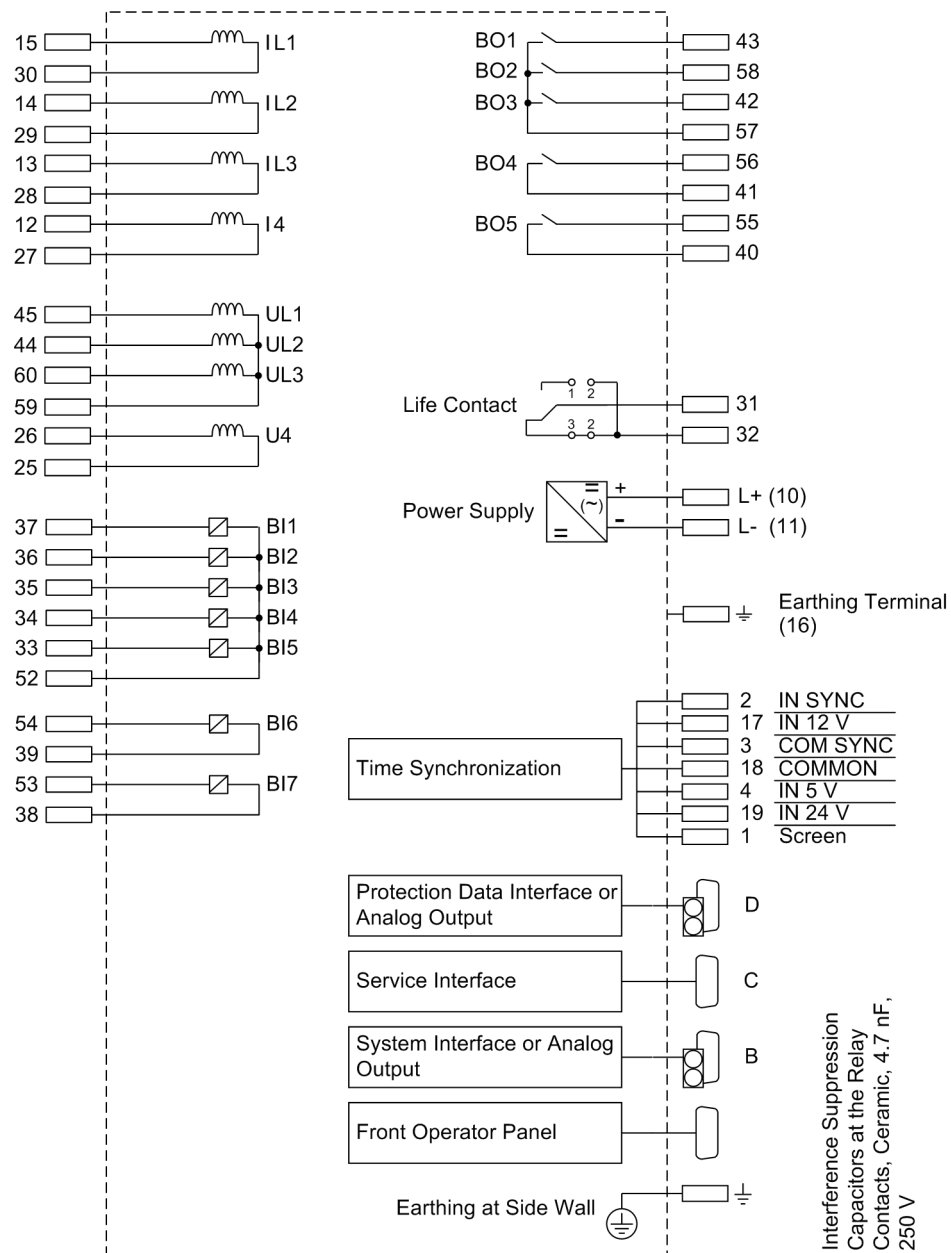 15 IL1
30
14 IL2
29
13 IL3
28
12 I4
27
45 UL1
44 UL2
60 UL3
59
26 U4
25
37 BI1
36 BI2
35 BI3
34 BI4
33 BI5
52
54 BI6
39
53 BI7
38
BO1 43
BO2 58
BO3 42
57
BO4 56
41
BO5 55
40
1 2
Life Contact 31
3 2
32
Power Supply = (~) = + L+ (10)
- L- (11)
Earthing Terminal
(16)
Time Synchronization
2 IN SYNC
17 IN 12 V
3 COM SYNC
18 COMMON
4 IN 5 V
19 IN 24 V
1 Screen
Protection Data Interface or
Analog Output
D
Service Interface
C
System Interface or Analog
Output
B
Front Operator Panel
Earthing at Side Wall
Interference Suppression
Capacitors at the Relay
Contacts, Ceramic, 4.7 nF,
250 V